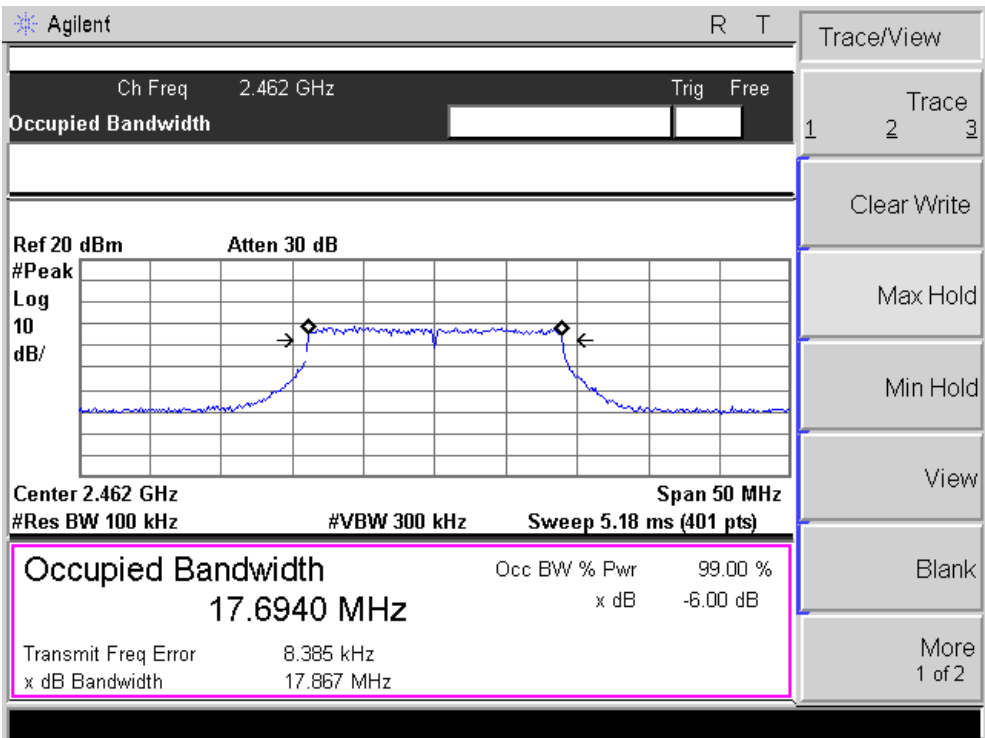 Agilent R T
Trace/View
Ch Freq 2.462 GHz Trig Free
Occupied Bandwidth
Trace
1 2 3
Clear Write
Max Hold
Min Hold
View
Blank
More
1 of 2
Ref 20 dBm Atten 30 dB
#Peak
Log
10
dB/
Center 2.462 GHz Span 50 MHz
#Res BW 100 kHz #VBW 300 kHz Sweep 5.18 ms (401 pts)
Occupied Bandwidth Occ BW % Pwr 99.00 %
17.6940 MHz x dB -6.00 dB
Transmit Freq Error 8.385 kHz
x dB Bandwidth 17.867 MHz